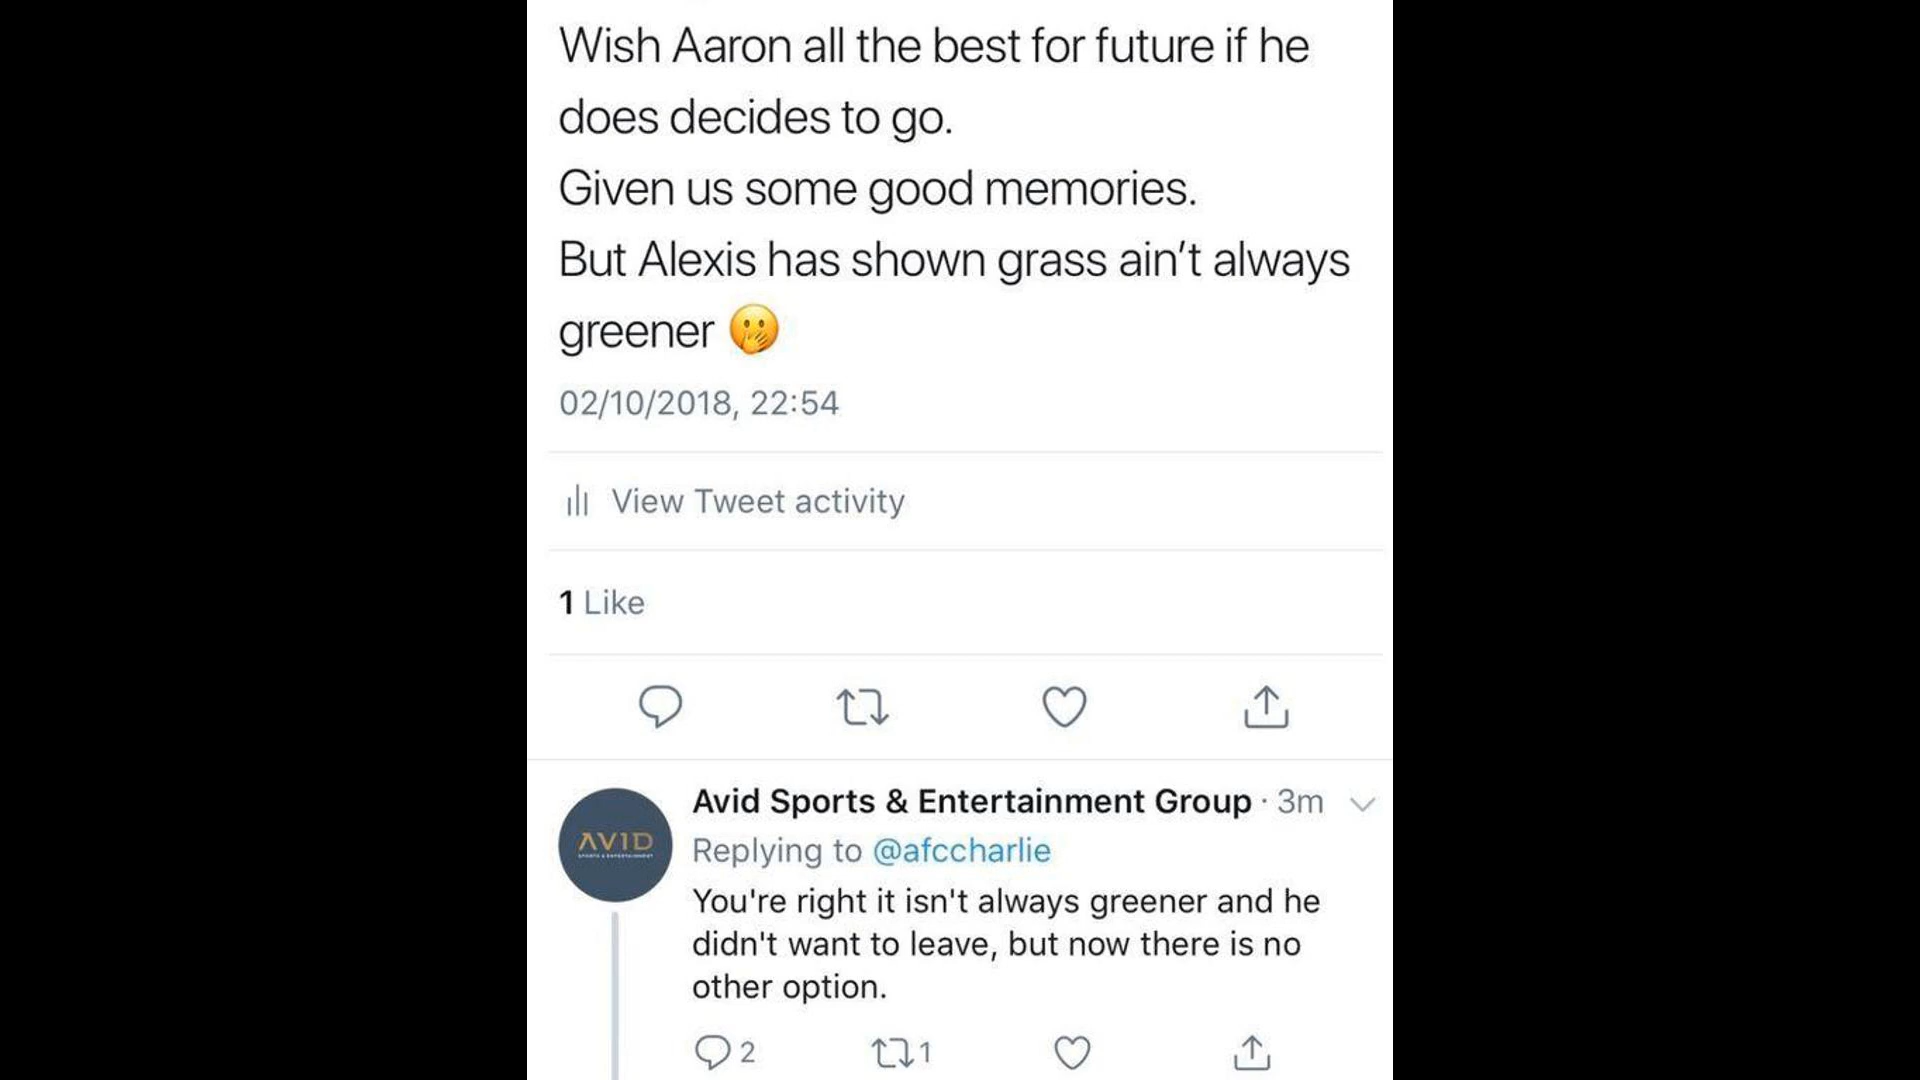 Wish Aaron all the best for future if he
does decides to go.
Given us some good memories.
But Alexis has shown grass ain’t always
greener 🤭
02/10/2018, 22:54
View Tweet activity
1 Like
Avid Sports & Entertainment Group · 3m
AVID
SPORTS & ENTERTAINMENT
Replying to @afccharlie
You're right it isn't always greener and he
didn't want to leave, but now there is no
other option.
2 1